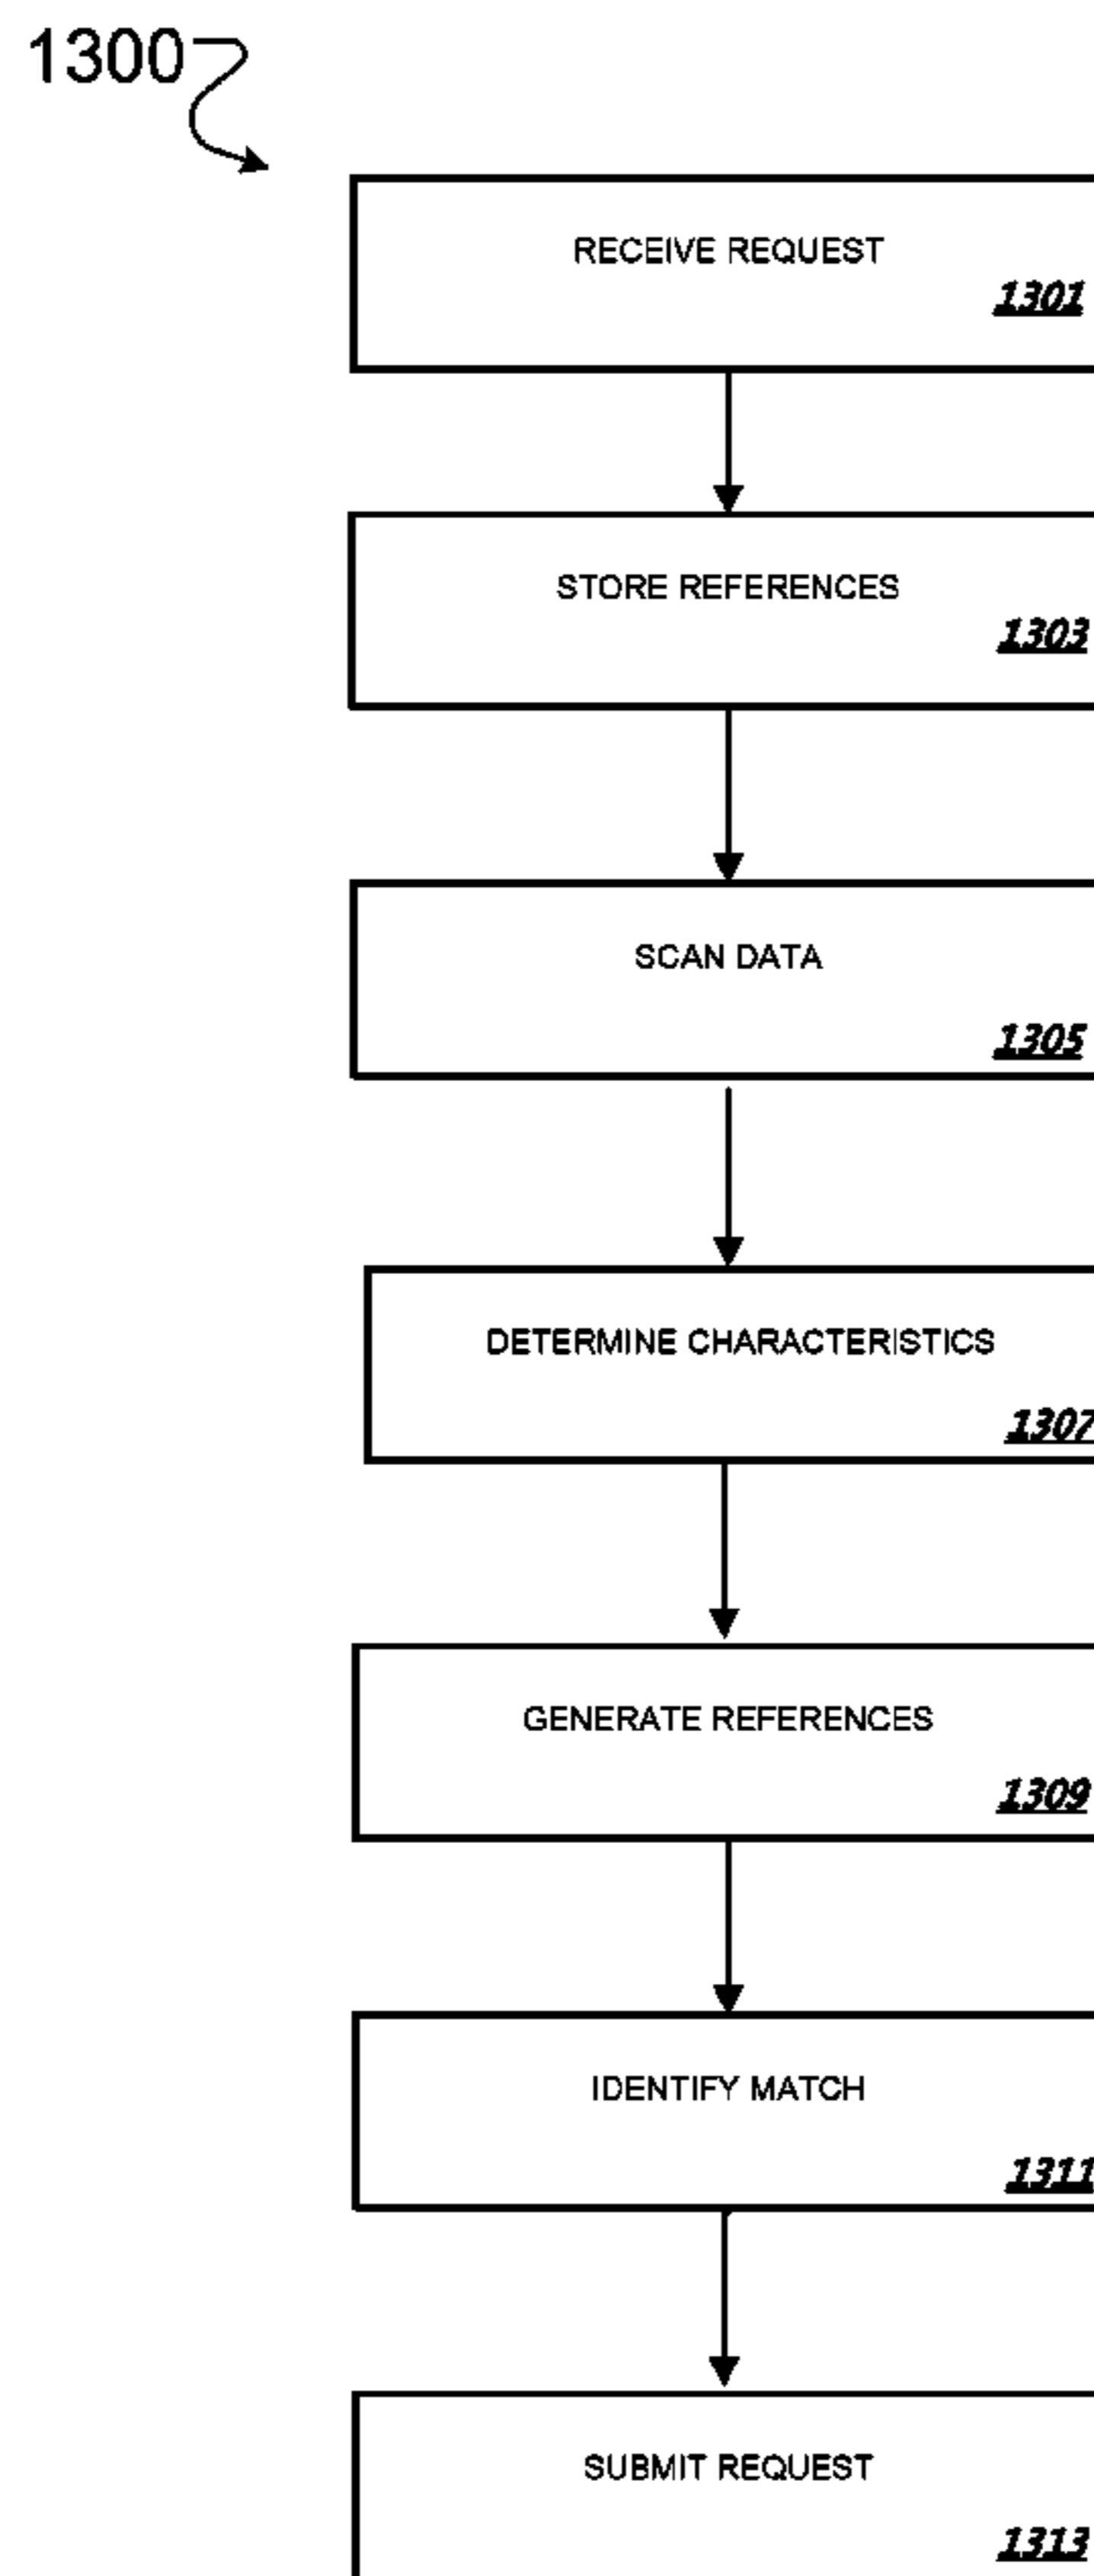 1300
RECEIVE REQUEST
1301
STORE REFERENCES
1303
SCAN DATA
1305
DETERMINE CHARACTERISTICS
1307
GENERATE REFERENCES
1309
IDENTIFY MATCH
1311
SUBMIT REQUEST
1313